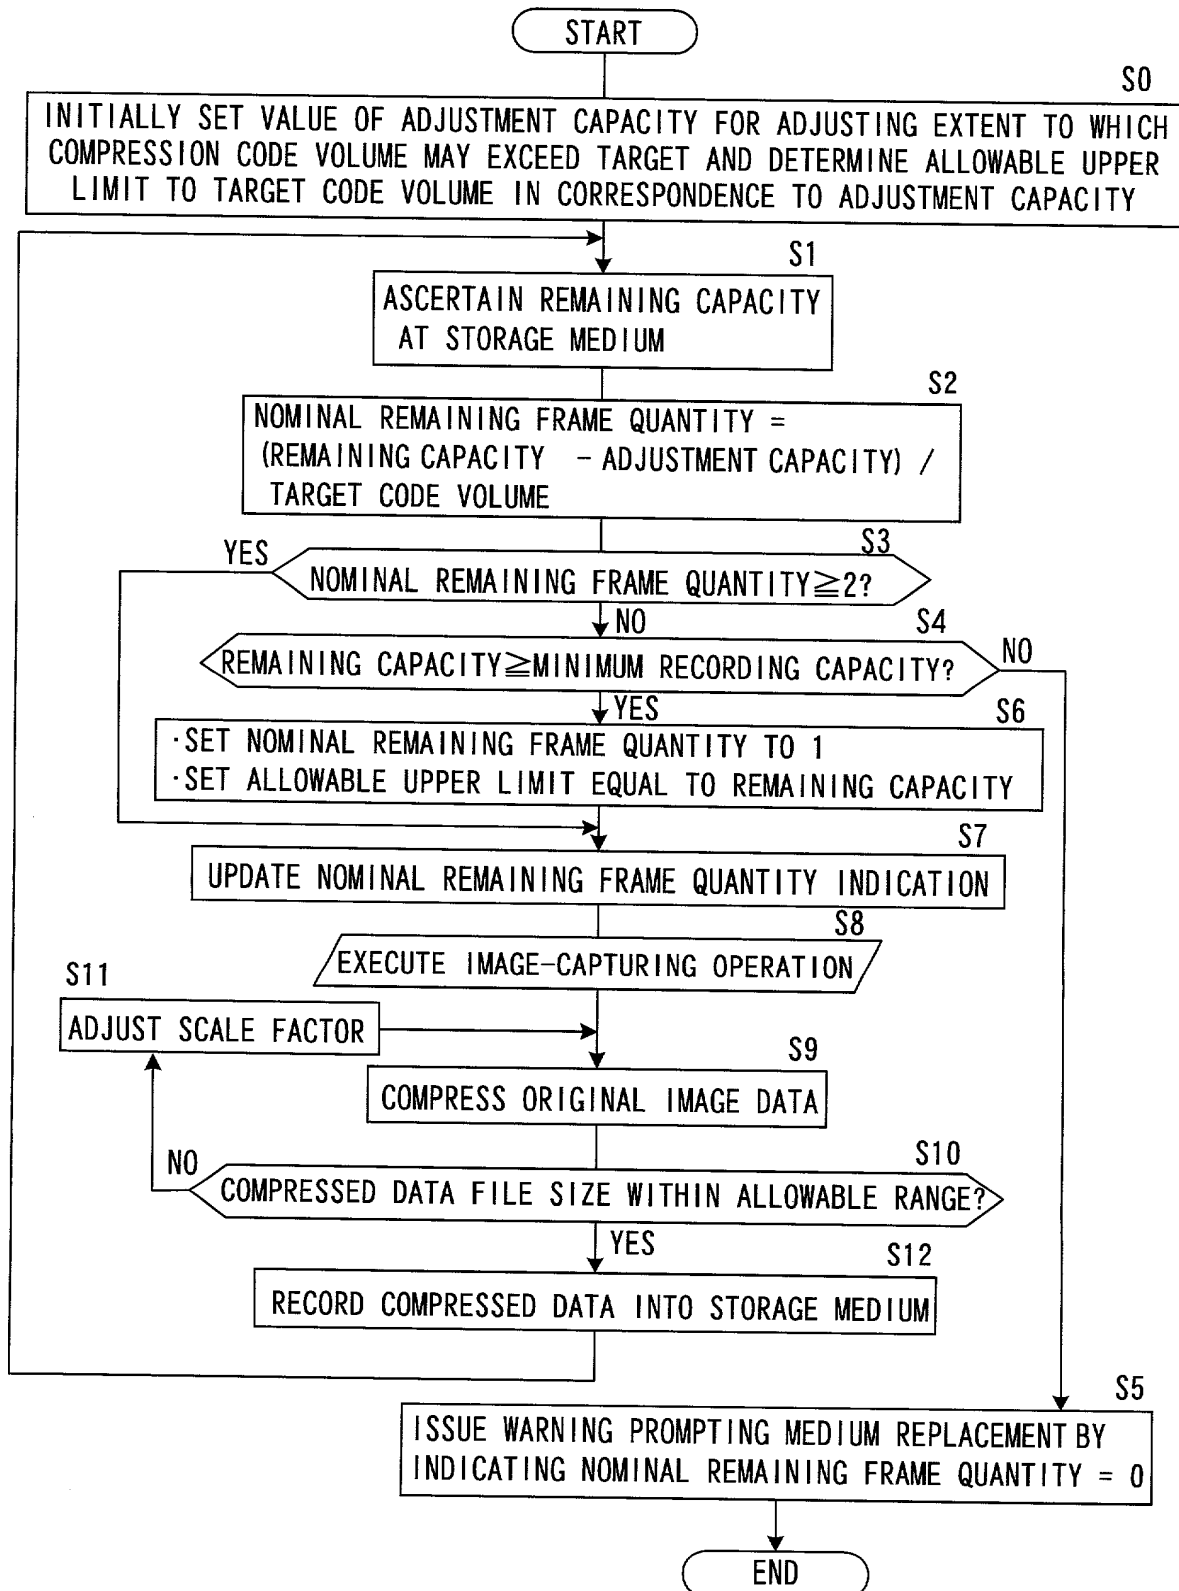 START
S0
INITIALLY SET VALUE OF ADJUSTMENT CAPACITY FOR ADJUSTING EXTENT TO WHICH
COMPRESSION CODE VOLUME MAY EXCEED TARGET AND DETERMINE ALLOWABLE UPPER
LIMIT TO TARGET CODE VOLUME IN CORRESPONDENCE TO ADJUSTMENT CAPACITY
S1
ASCERTAIN REMAINING CAPACITY
AT STORAGE MEDIUM
S2
NOMINAL REMAINING FRAME QUANTITY =
(REMAINING CAPACITY - ADJUSTMENT CAPACITY) /
TARGET CODE VOLUME
S3
YES
NOMINAL REMAINING FRAME QUANTITY≧2?
NO
S4
REMAINING CAPACITY≧MINIMUM RECORDING CAPACITY?
NO
YES
S6
·SET NOMINAL REMAINING FRAME QUANTITY TO 1
·SET ALLOWABLE UPPER LIMIT EQUAL TO REMAINING CAPACITY
S7
UPDATE NOMINAL REMAINING FRAME QUANTITY INDICATION
S8
EXECUTE IMAGE-CAPTURING OPERATION
S11
ADJUST SCALE FACTOR
S9
COMPRESS ORIGINAL IMAGE DATA
S10
NO
COMPRESSED DATA FILE SIZE WITHIN ALLOWABLE RANGE?
YES
S12
RECORD COMPRESSED DATA INTO STORAGE MEDIUM
S5
ISSUE WARNING PROMPTING MEDIUM REPLACEMENT BY
INDICATING NOMINAL REMAINING FRAME QUANTITY = 0
END